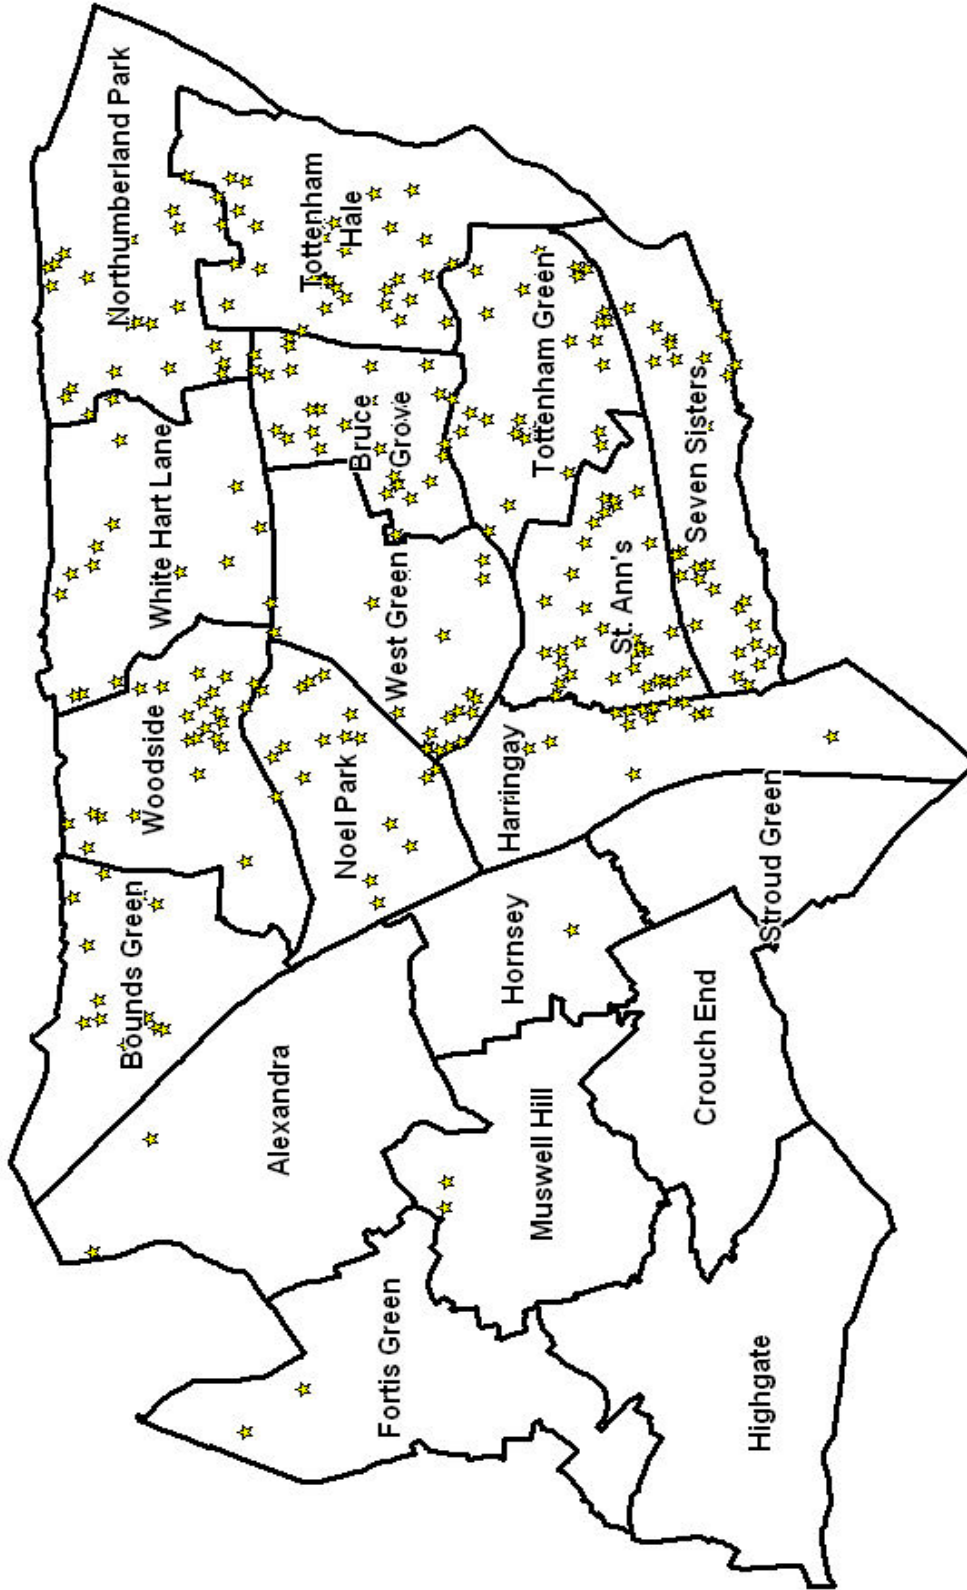 Northumberland Park
Tottenham
Hale
White Hart Lane
Bruce
Grove
Tottenham Green
Seven Sisters
Woodside
West Green
St. Ann's
Noel Park
Harringay
Bounds Green
Stroud Green
Hornsey
Alexandra
Muswell Hill
Crouch End
Fortis Green
Highgate